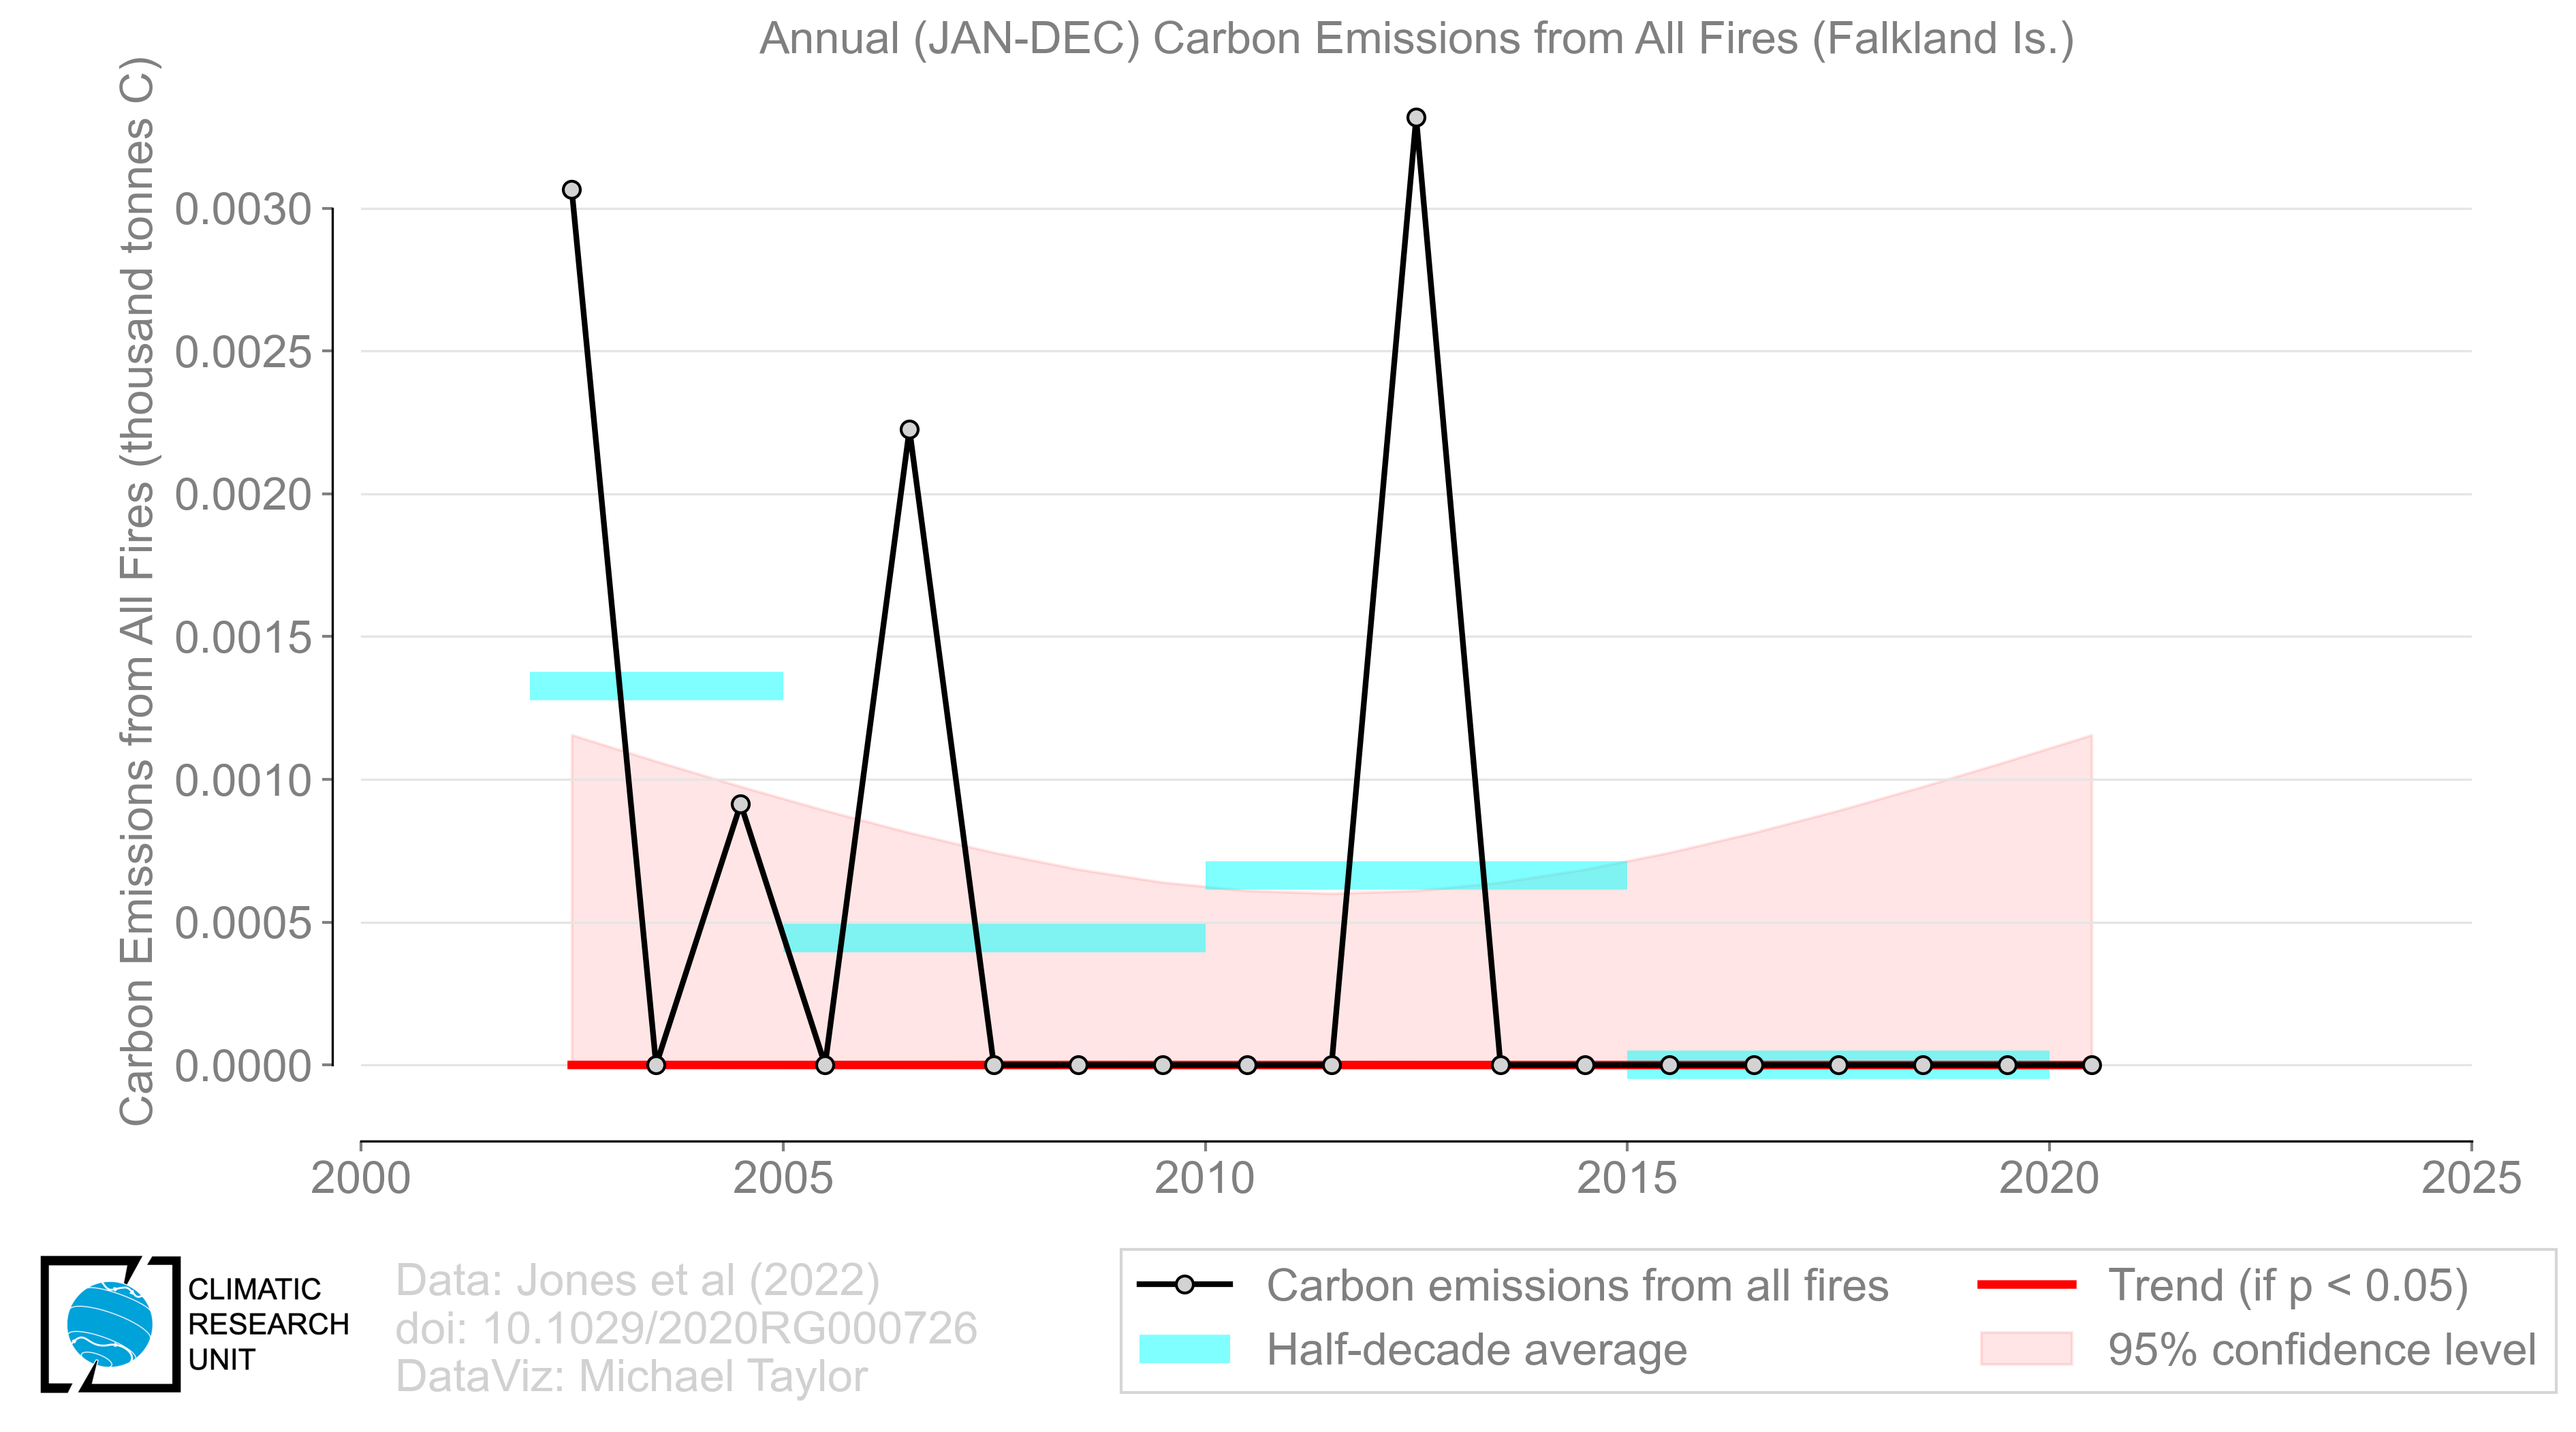 Annual (JAN-DEC) Carbon Emissions from All Fires (Falkland Is.)
Carbon Emissions from All Fires (thousand tonnes C)
0.0030
0.0025
0.0020
0.0015
0.0010
0.0005
0.0000
2000 2005 2010 2015 2020 2025
CLIMATIC
RESEARCH
UNIT
Data: Jones et al (2022)
doi: 10.1029/2020RG000726
DataViz: Michael Taylor
Carbon emissions from all fires
Half-decade average
Trend (if p < 0.05)
95% confidence level